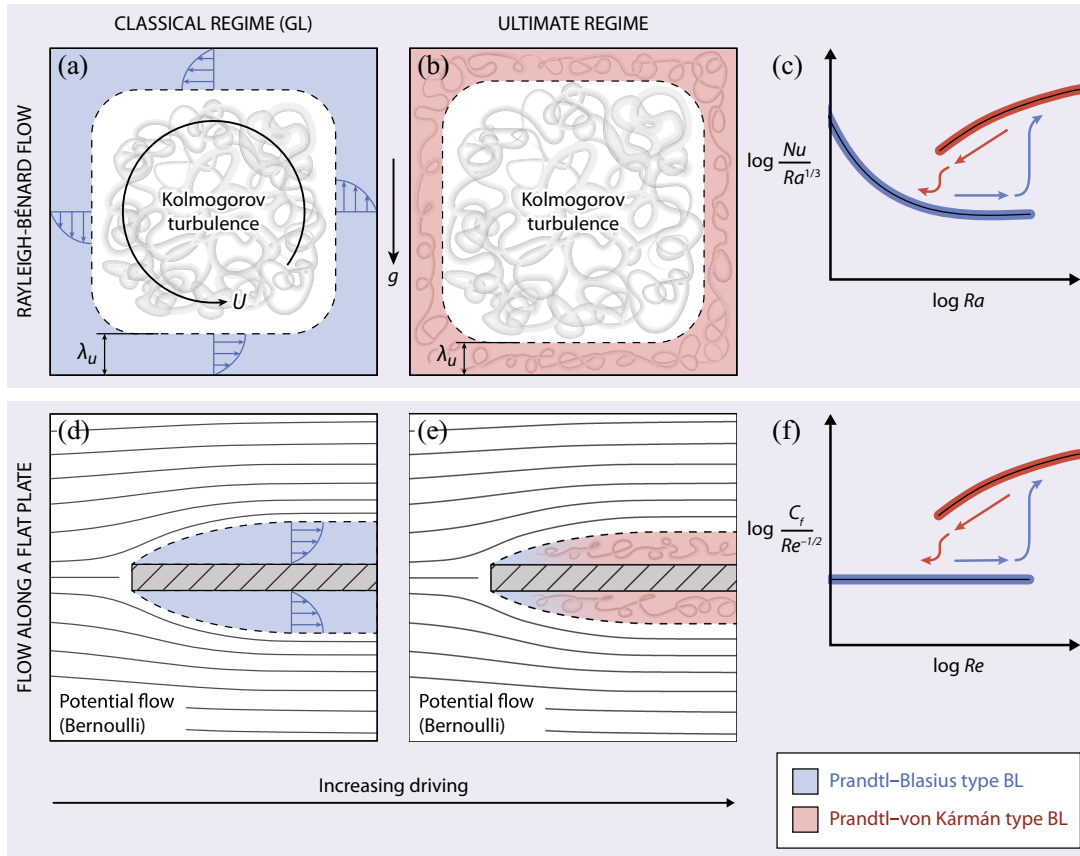 CLASSICAL REGIME (GL)
ULTIMATE REGIME
RAYLEIGH-BÉNARD FLOW
(a)
Kolmogorov
turbulence
U
λu
g
(b)
Kolmogorov
turbulence
λu
(c)
log Nu/Ra^1/3
log Ra
FLOW ALONG A FLAT PLATE
(d)
Potential flow
(Bernoulli)
(e)
Potential flow
(Bernoulli)
(f)
log Cf/Re^−1/2
log Re
Increasing driving
Prandtl–Blasius type BL
Prandtl–von Kármán type BL